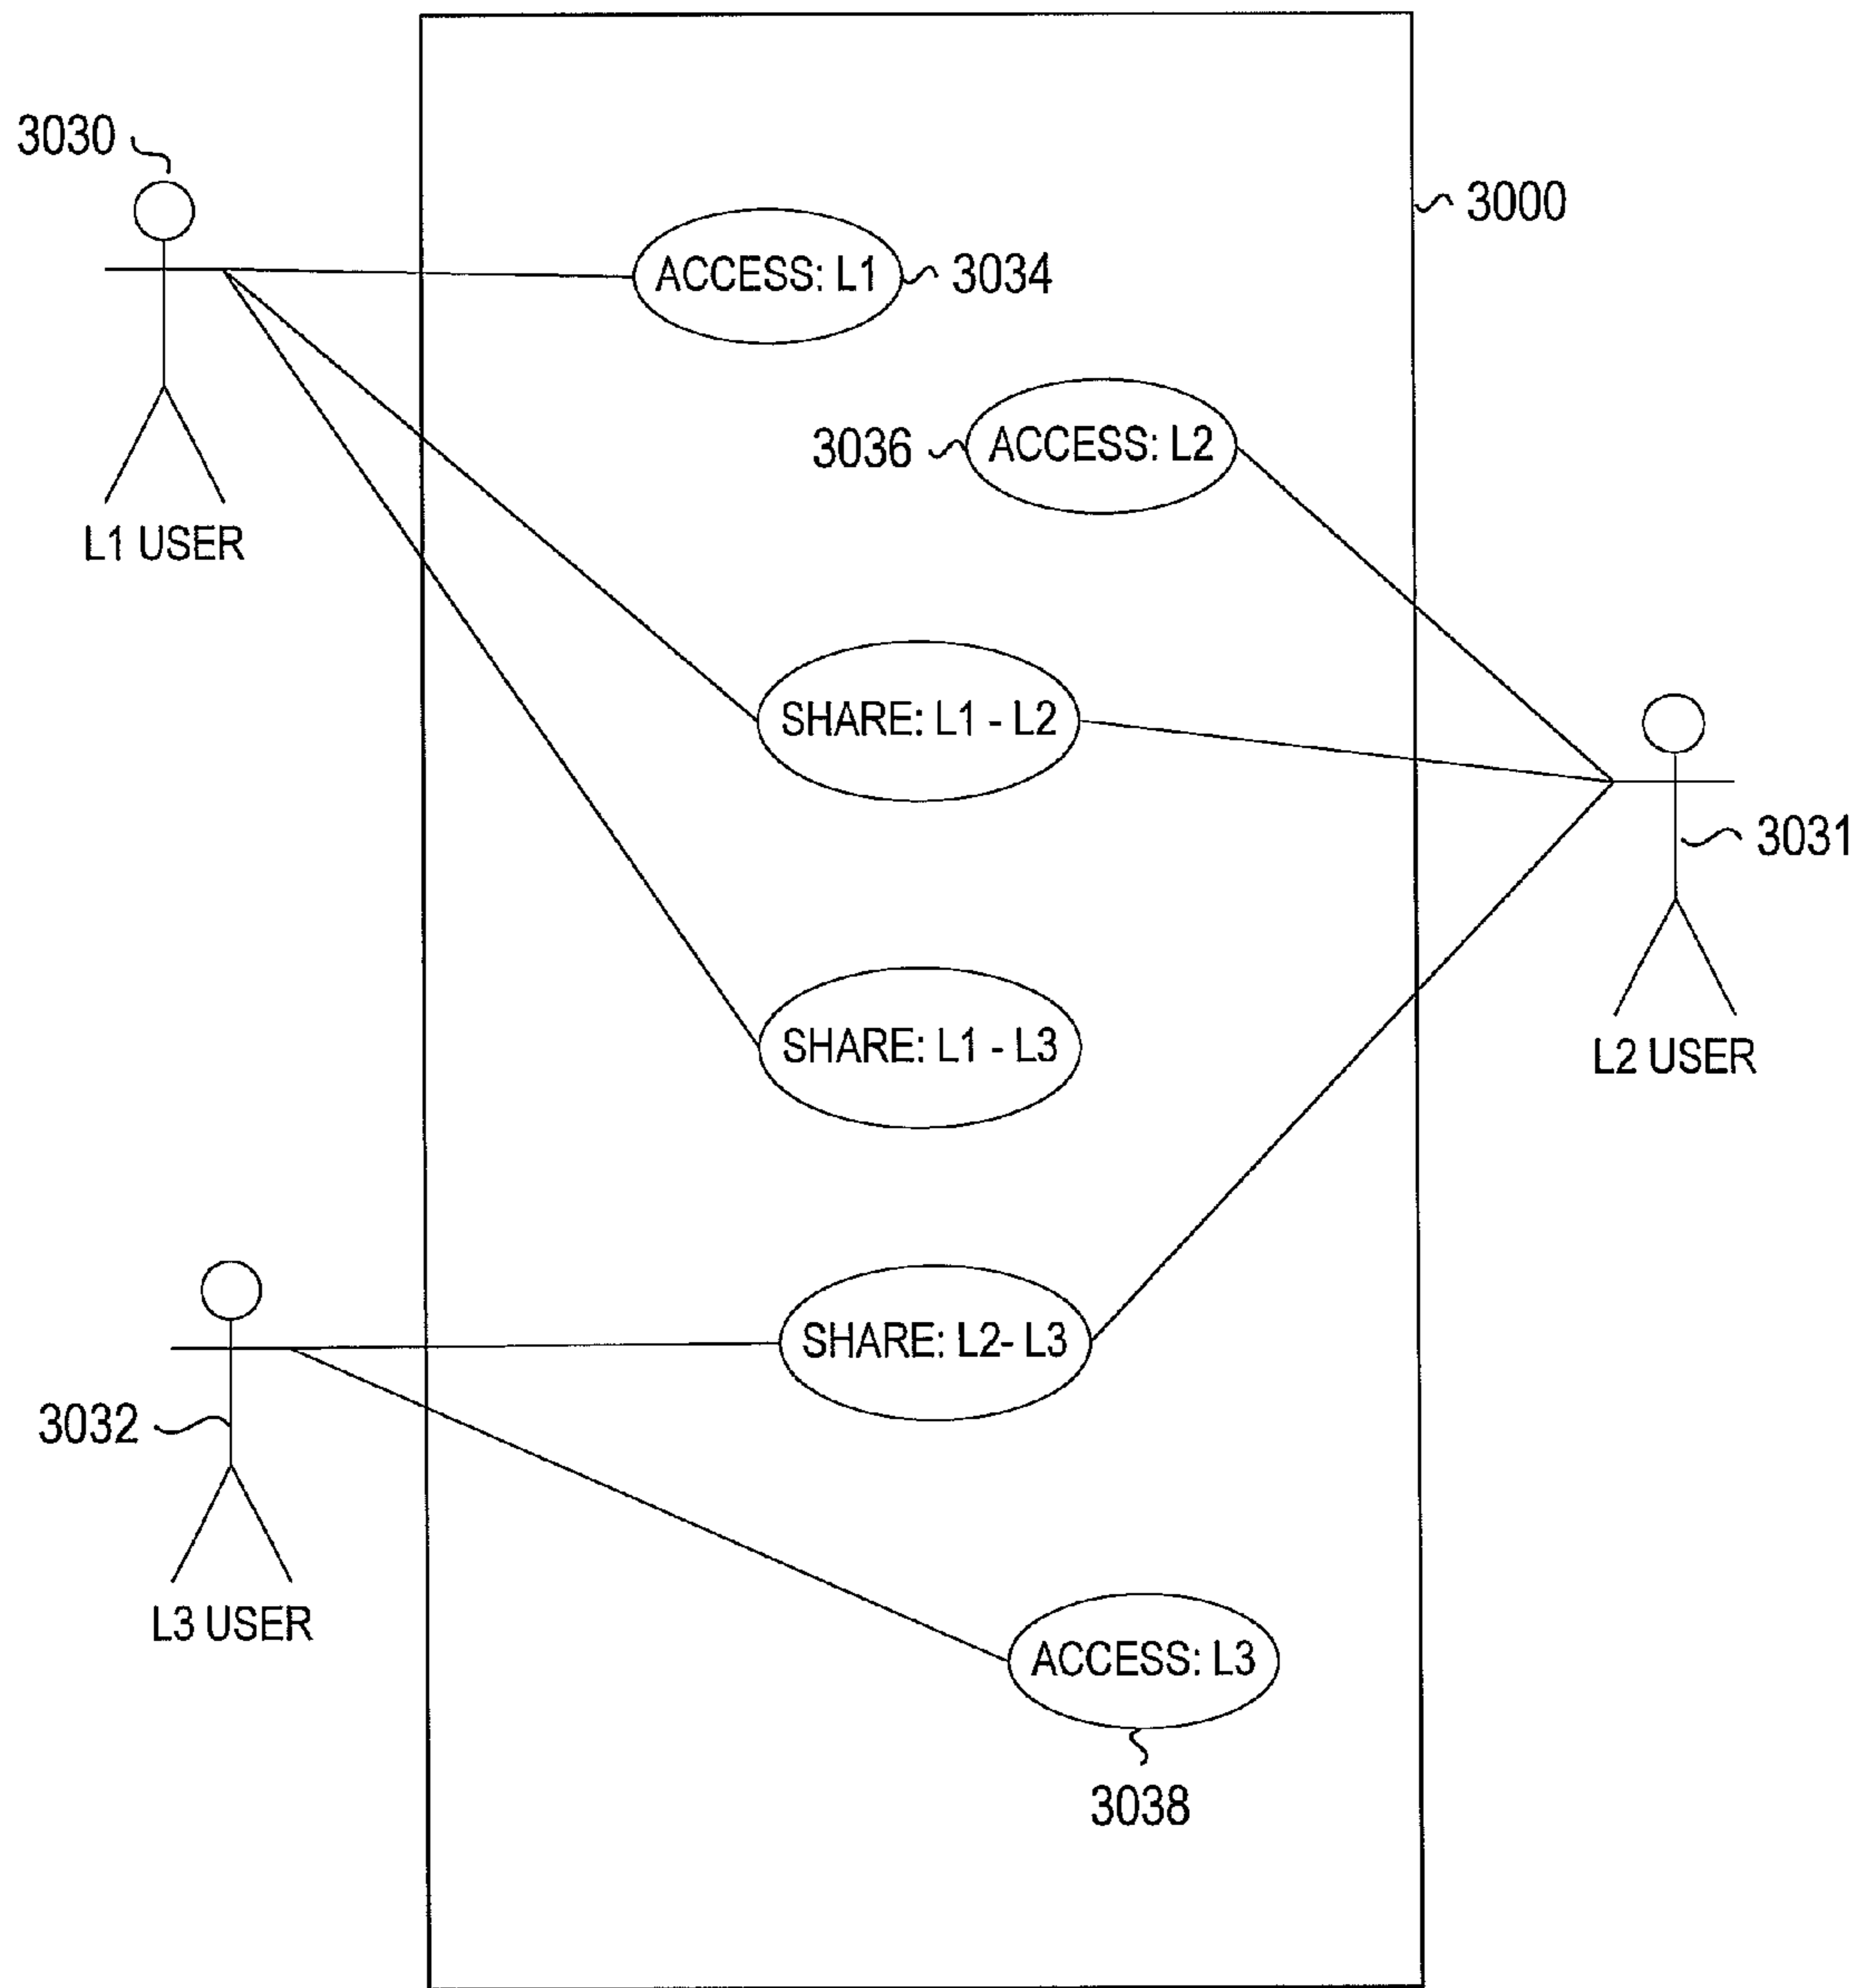 3030
3000
ACCESS: L1
3034
3036
ACCESS: L2
L1 USER
SHARE: L1 - L2
3031
SHARE: L1 - L3
L2 USER
SHARE: L2- L3
3032
L3 USER
ACCESS: L3
3038